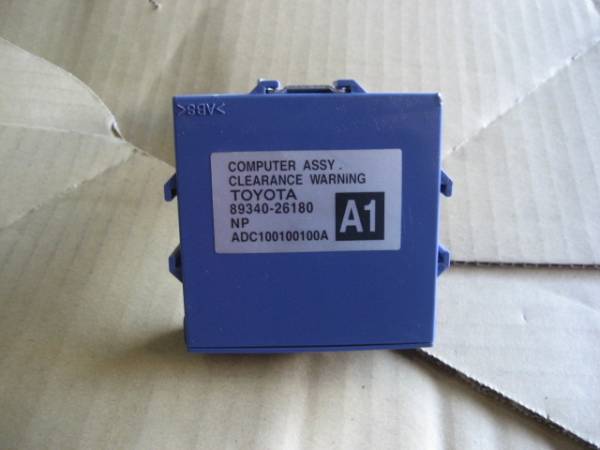 >ABS<
COMPUTER ASSY.
CLEARANCE WARNiNG
TOYOTA
89340-26180
NP
ADC100100100A
A1